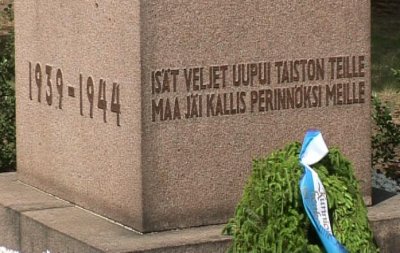 1939-1944
ISÄT VELJET UUPUI TAISTON TEILLE
MAA JÄI KALLIS PERINNÖKSI MEILLE